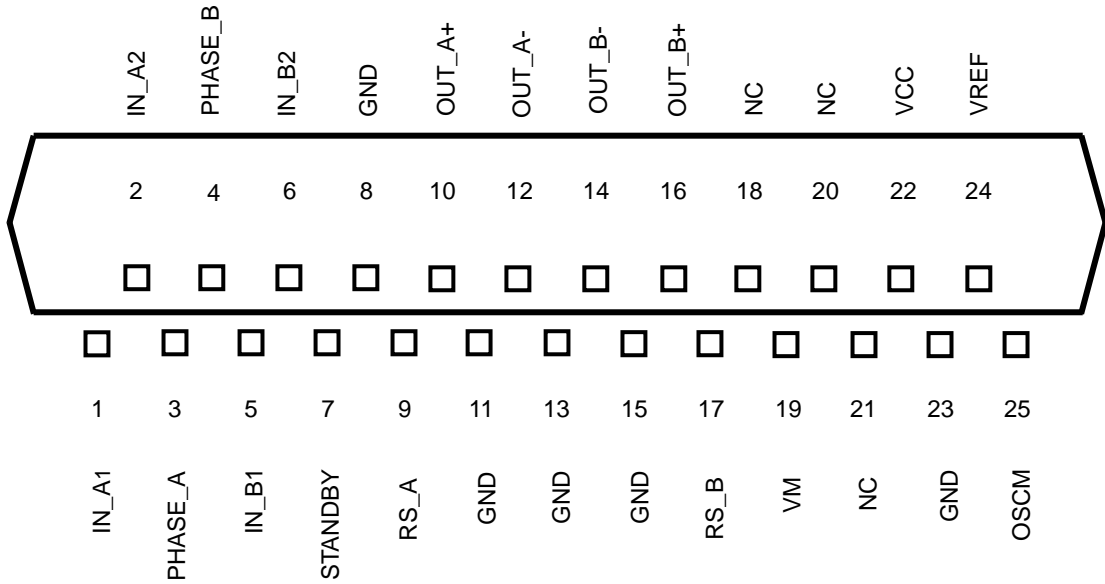 IN_A2 PHASE_B IN_B2 GND OUT_A+ OUT_A- OUT_B- OUT_B+ NC NC VCC VREF
2 4 6 8 10 12 14 16 18 20 22 24
1 3 5 7 9 11 13 15 17 19 21 23 25
IN_A1 PHASE_A IN_B1 STANDBY RS_A GND GND GND RS_B VM NC GND OSCM